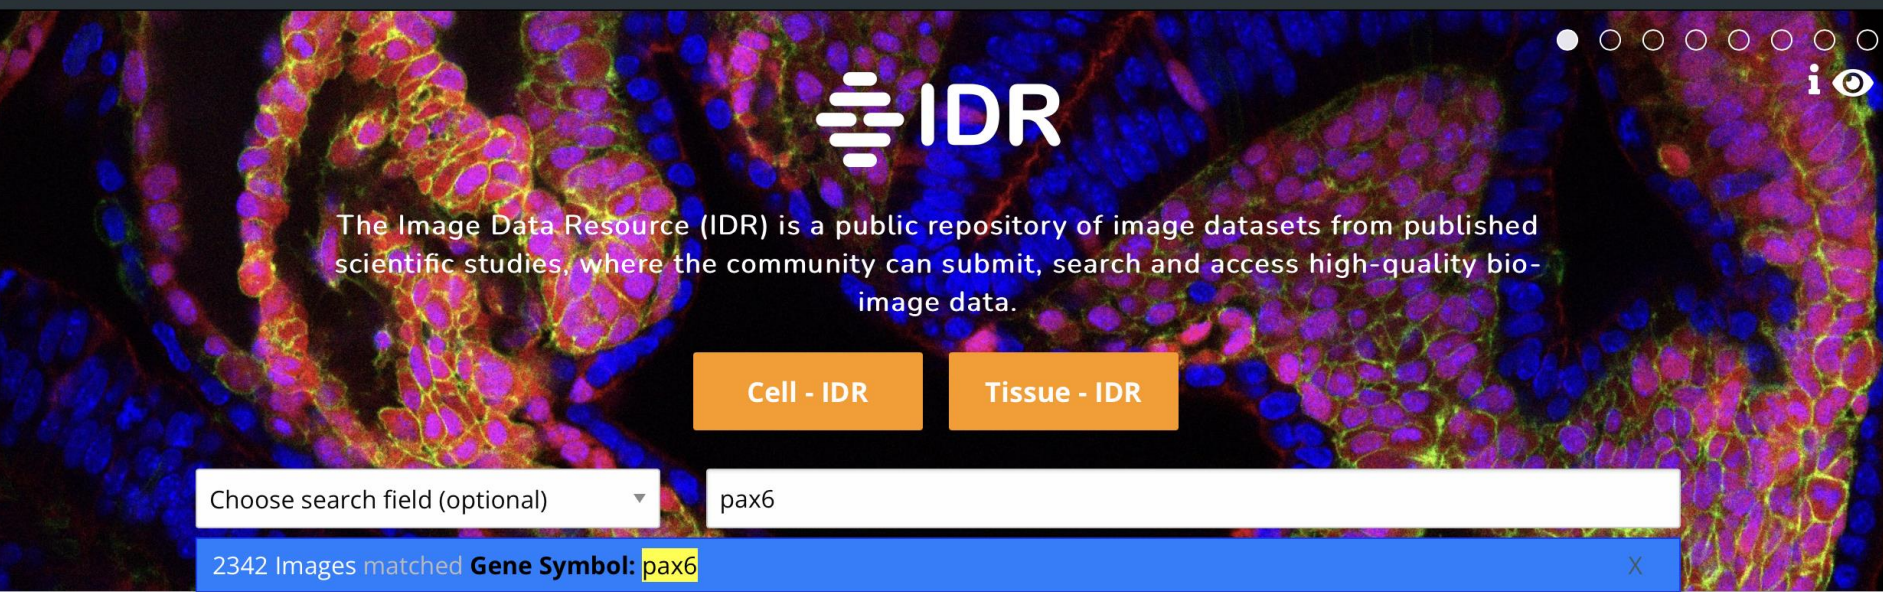 IDR
The Image Data Resource (IDR) is a public repository of image datasets from published
scientific studies, where the community can submit, search and access high-quality bio-
image data.
Cell - IDR
Tissue - IDR
Choose search field (optional)
pax6
2342 Images matched Gene Symbol: pax6
X